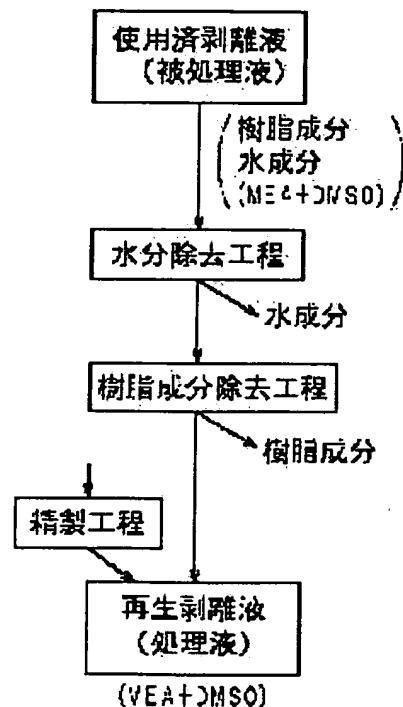 使用済剥離液
(被処理液)
樹脂成分
水成分
(MEA+DMSO)
水分除去工程
水成分
樹脂成分除去工程
樹脂成分
精製工程
再生剥離液
(処理液)
(MEA+DMSO)